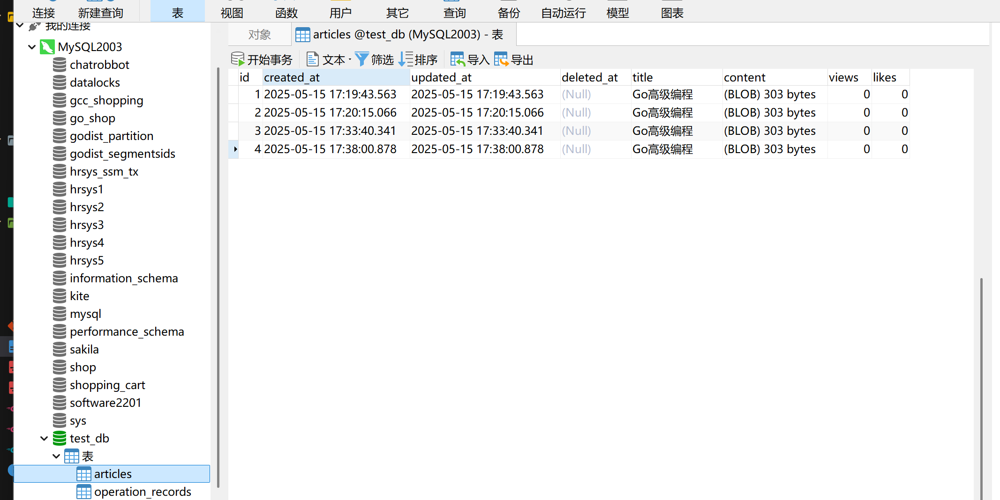 连接 新建查询 表 视图 函数 用户 其它 查询 备份 自动运行 模型 图表
我的连接
MySQL2003
chatrobbot
datalocks
gcc_shopping
go_shop
godist_partition
godist_segmentsids
hrsys_ssm_tx
hrsys1
hrsys2
hrsys3
hrsys4
hrsys5
information_schema
kite
mysql
performance_schema
sakila
shop
shopping_cart
software2201
sys
test_db
表
articles
operation_records
对象 articles @test_db (MySQL2003) - 表
开始事务 文本 筛选 排序 导入 导出
id created_at updated_at deleted_at title content views likes
1 2025-05-15 17:19:43.563 2025-05-15 17:19:43.563 (Null) Go高级编程 (BLOB) 303 bytes 0 0
2 2025-05-15 17:20:15.066 2025-05-15 17:20:15.066 (Null) Go高级编程 (BLOB) 303 bytes 0 0
3 2025-05-15 17:33:40.341 2025-05-15 17:33:40.341 (Null) Go高级编程 (BLOB) 303 bytes 0 0
4 2025-05-15 17:38:00.878 2025-05-15 17:38:00.878 (Null) Go高级编程 (BLOB) 303 bytes 0 0